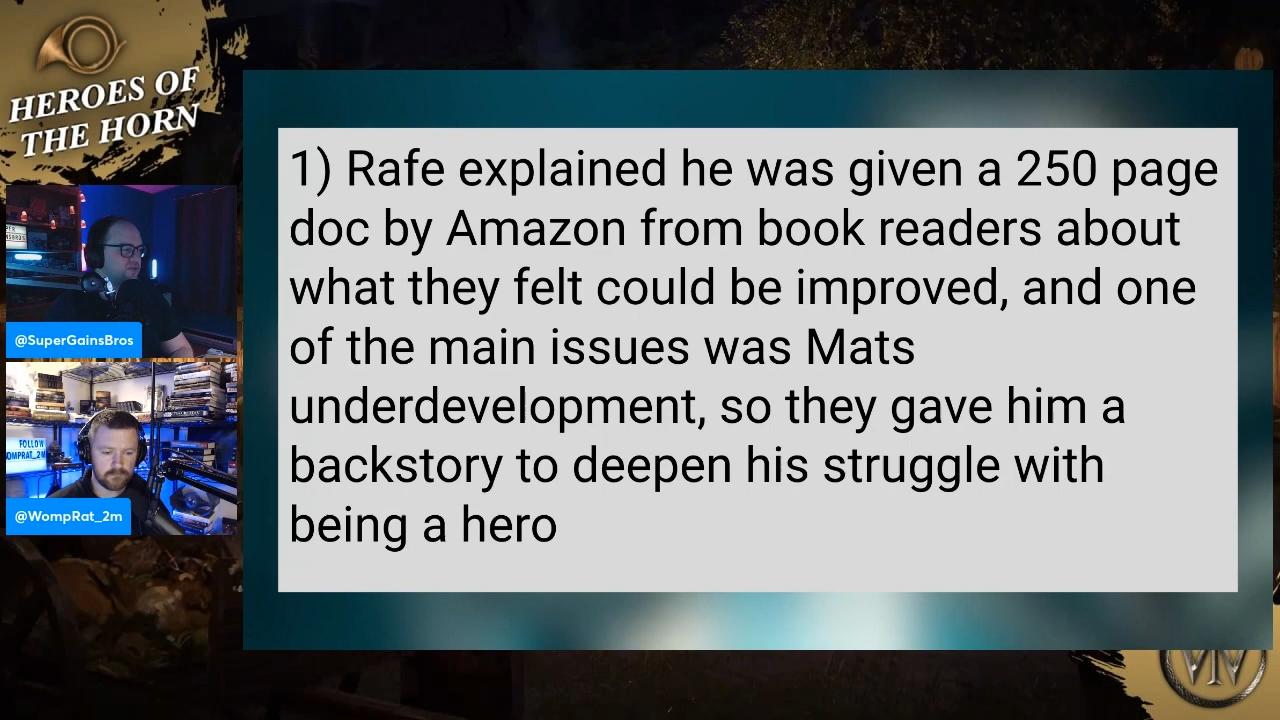 HEROES OF
THE HORN
1) Rafe explained he was given a 250 page
doc by Amazon from book readers about
what they felt could be improved, and one
of the main issues was Mats
underdevelopment, so they gave him a
backstory to deepen his struggle with
being a hero
@SuperGainsBros
FOLLOW
OMPRAT_2M
@WompRat_2m